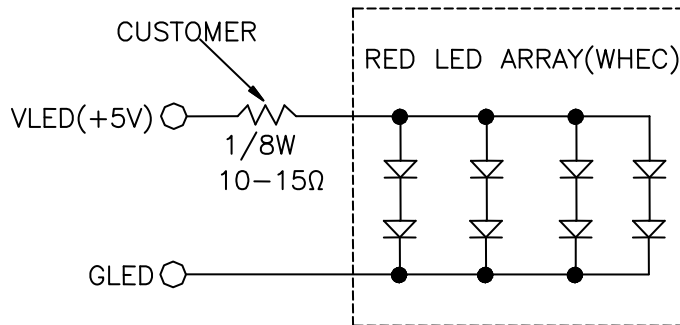 CUSTOMER
RED LED ARRAY(WHEC)
VLED(+5V)
1/8W
10-15Ω
GLED